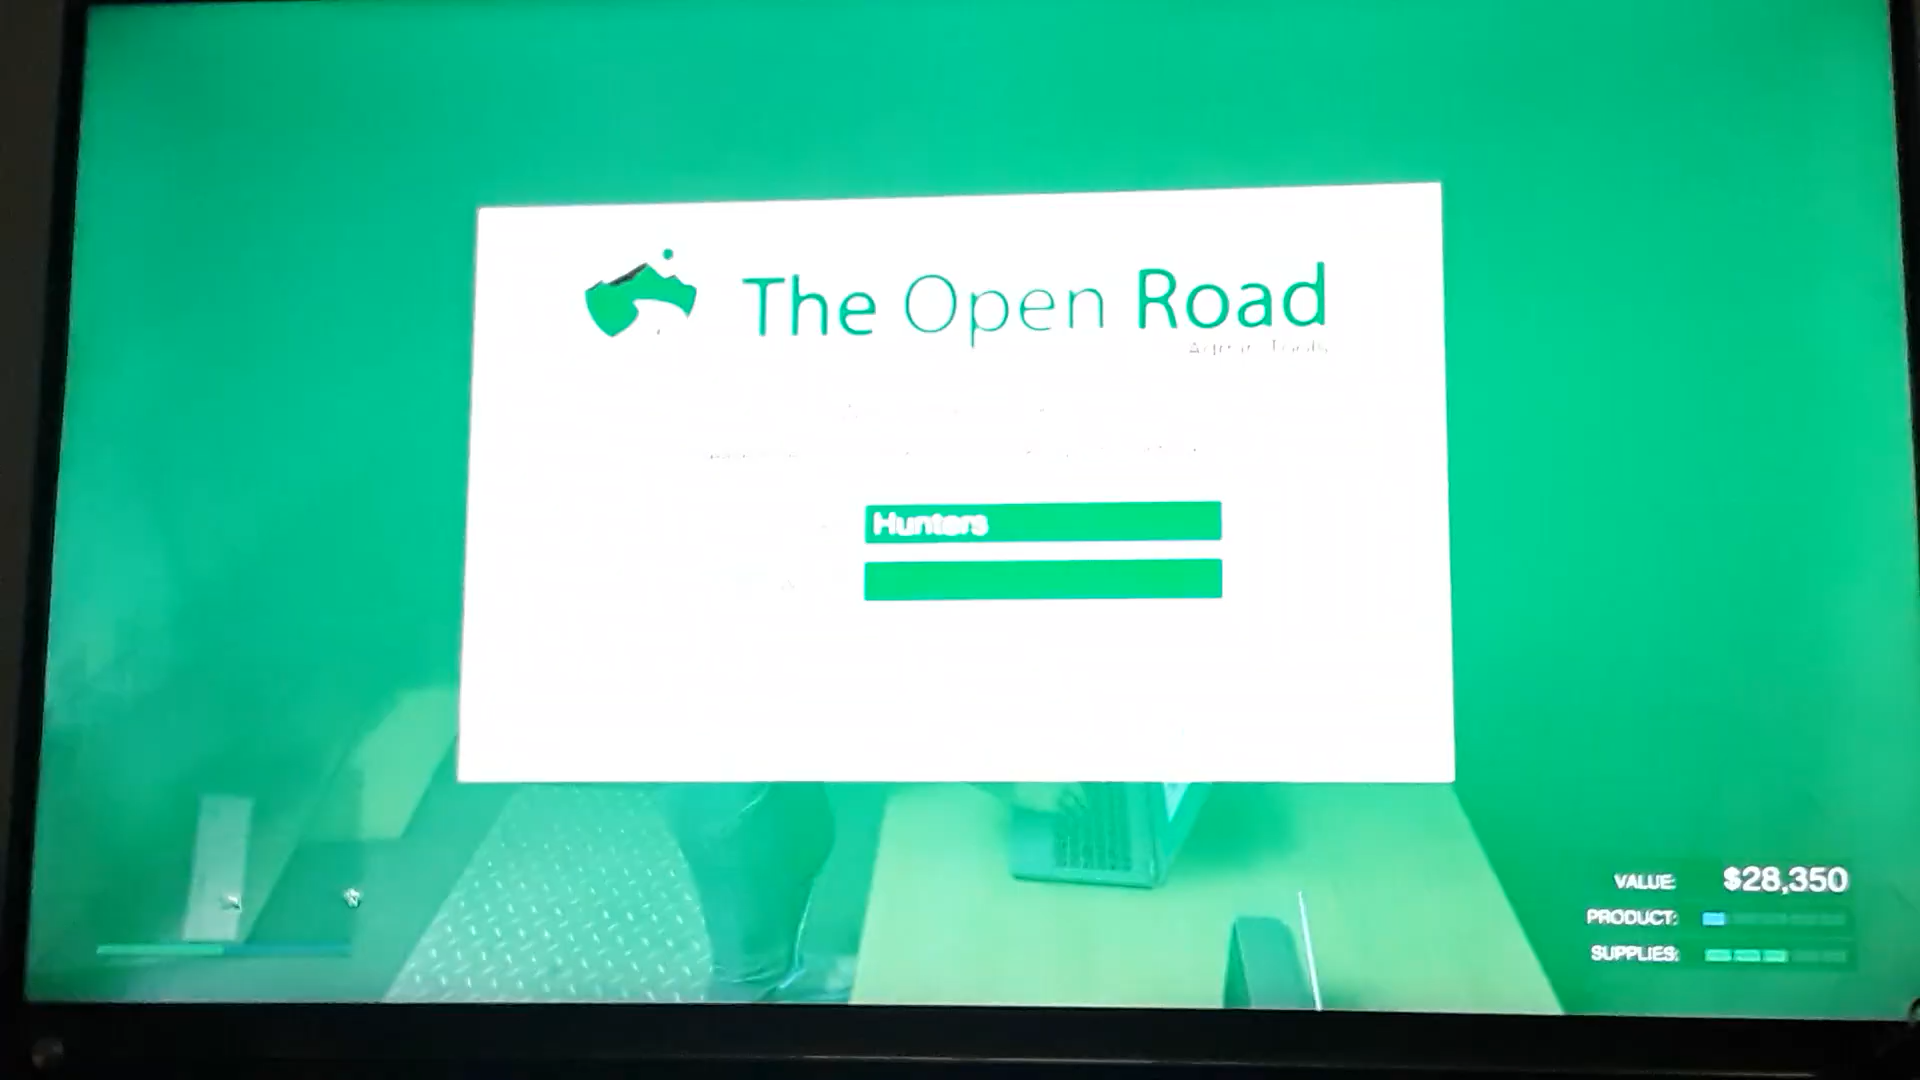 The Open Road
Hunters
VALUE: $28,350
PRODUCT:
SUPPLIES: